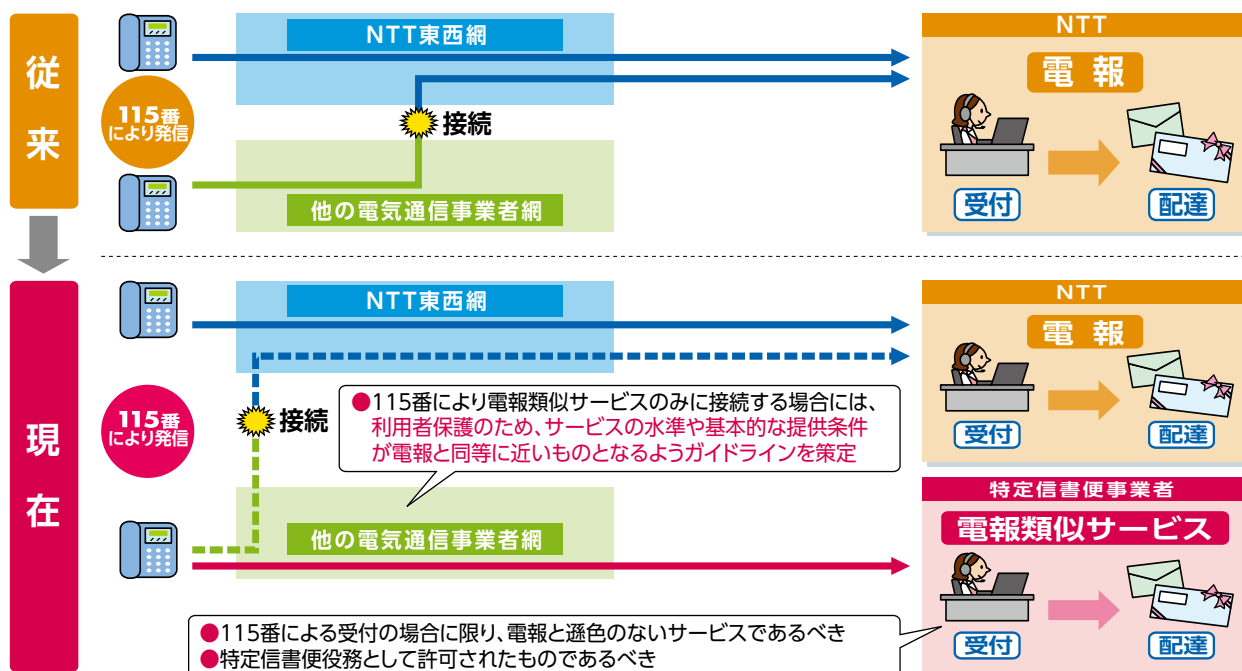 従来
115番
により発信
NTT東西網
接続
他の電気通信事業者網
NTT
電報
受付
配達
現在
115番
により発信
NTT東西網
接続
●115番により電報類似サービスのみに接続する場合には、
利用者保護のため、サービスの水準や基本的な提供条件
が電報と同等に近いものとなるようガイドラインを策定
他の電気通信事業者網
NTT
電報
受付
配達
特定信書便事業者
電報類似サービス
受付
配達
●115番による受付の場合に限り、電報と遜色のないサービスであるべき
●特定信書便役務として許可されたものであるべき